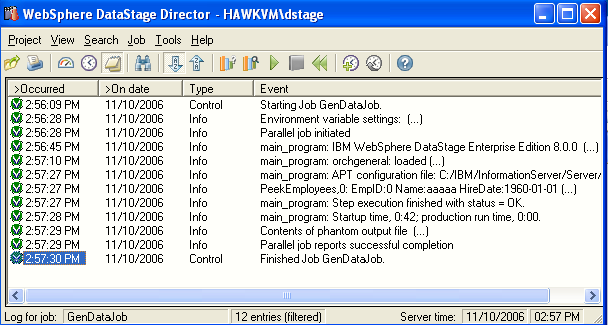 WebSphere DataStage Director - HAWKVM\dstage
Project View Search Job Tools Help
>Occurred >On date Type Event
2:56:09 PM 11/10/2006 Control Starting Job GenDataJob.
2:56:28 PM 11/10/2006 Info Environment variable settings: (...)
2:56:28 PM 11/10/2006 Info Parallel job initiated
2:56:45 PM 11/10/2006 Info main_program: IBM WebSphere DataStage Enterprise Edition 8.0.0 (...)
2:57:10 PM 11/10/2006 Info main_program: orchgeneral: loaded (...)
2:57:27 PM 11/10/2006 Info main_program: APT configuration file: C:/IBM/InformationServer/Server/
2:57:27 PM 11/10/2006 Info PeekEmployees,0: EmpID:0 Name:aaaaa HireDate:1960-01-01 (...)
2:57:27 PM 11/10/2006 Info main_program: Step execution finished with status = OK.
2:57:28 PM 11/10/2006 Info main_program: Startup time, 0:42; production run time, 0:00.
2:57:29 PM 11/10/2006 Info Contents of phantom output file (...)
2:57:29 PM 11/10/2006 Info Parallel job reports successful completion
2:57:30 PM 11/10/2006 Control Finished Job GenDataJob.
Log for job: GenDataJob 12 entries (filtered) Server time: 11/10/2006 02:57 PM